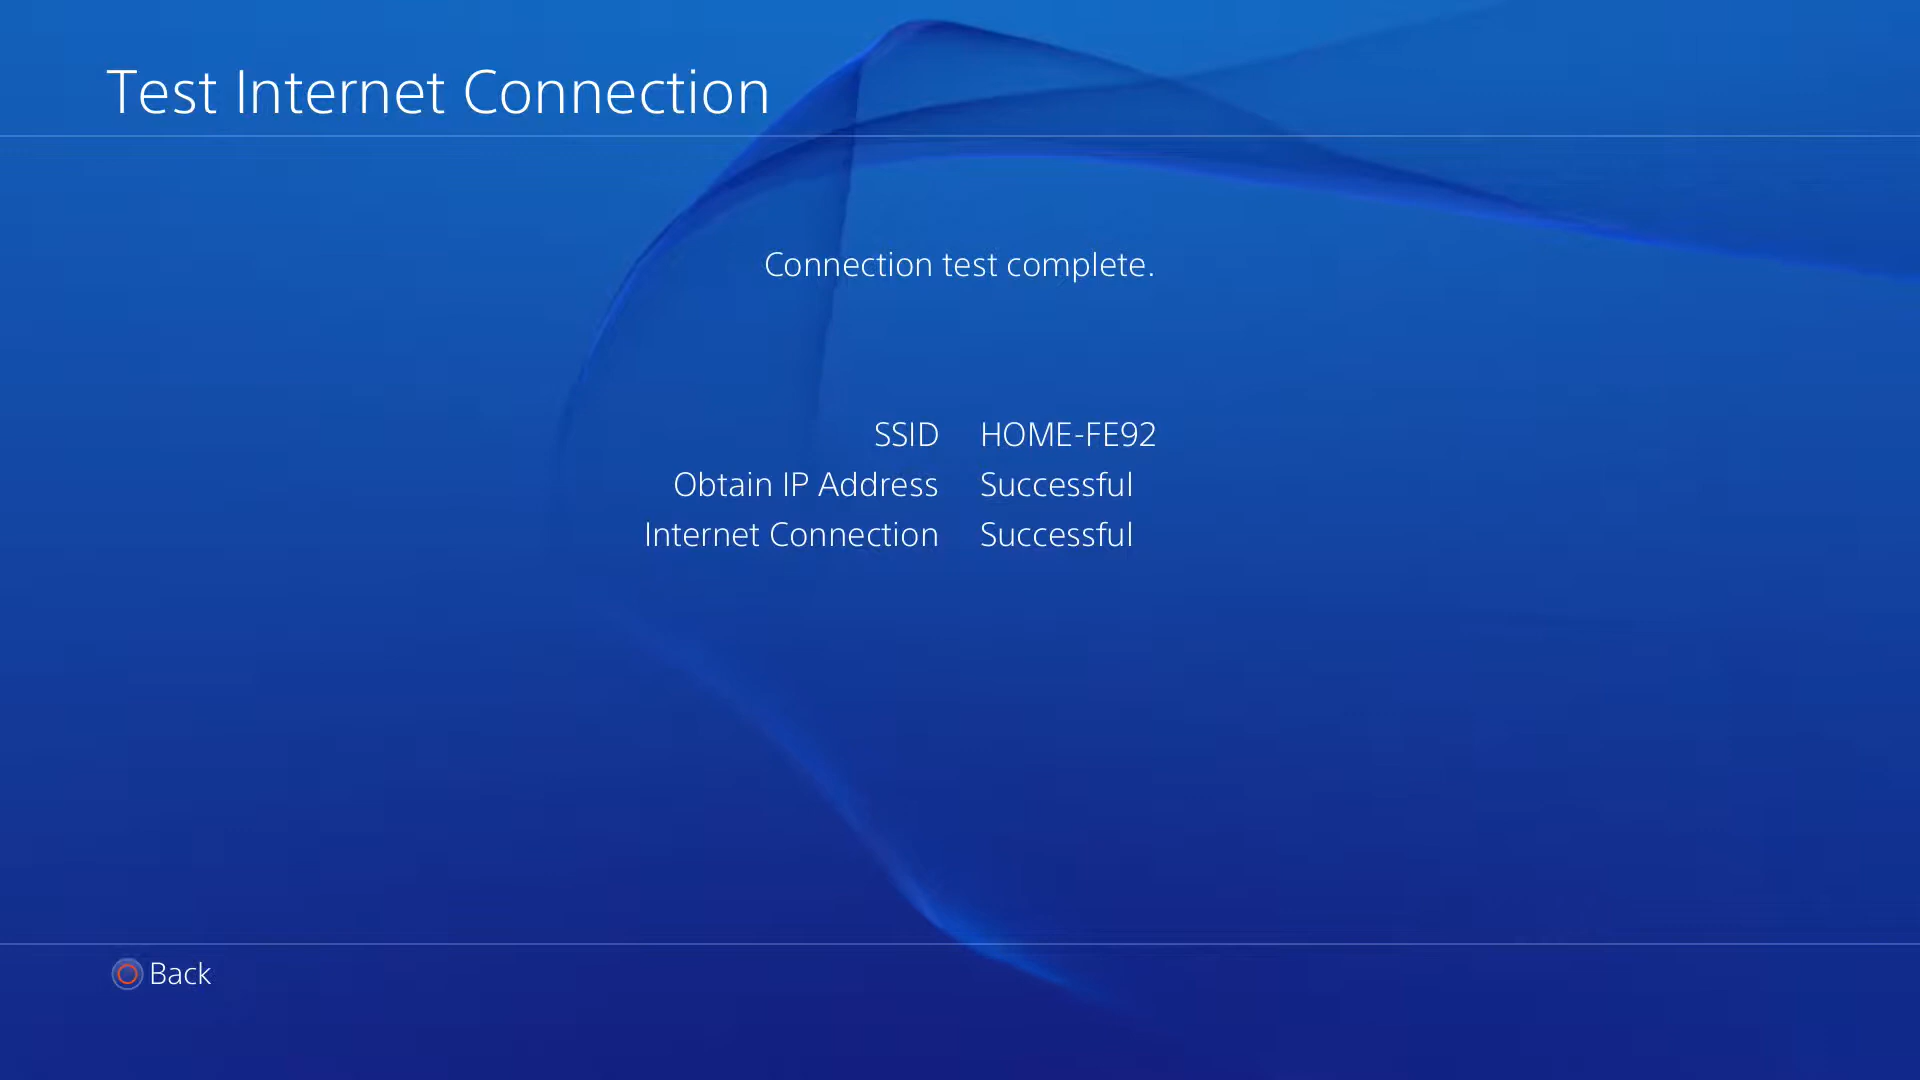 Test Internet Connection
Connection test complete.
SSID HOME-FE92
Obtain IP Address Successful
Internet Connection Successful
Back